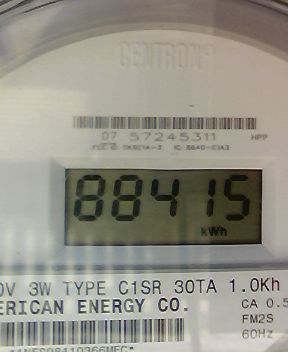 CENTRON®
07 57245311
88415
kWh
0V 3W TYPE C1SR 30TA 1.0Kh
ERICAN ENERGY CO.
CA 0.5
FM2S
60Hz